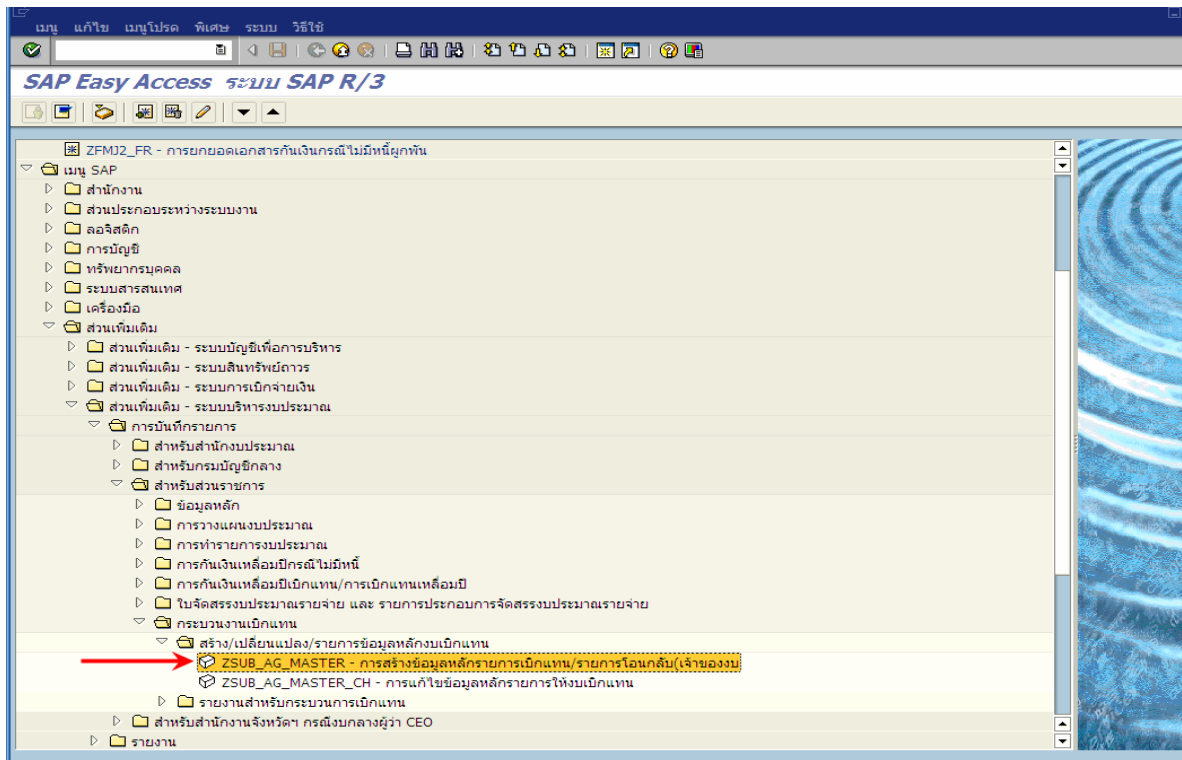 เมนู แก้ไข เมนูโปรด พิเศษ ระบบ วิธีใช้
SAP Easy Access ระบบ SAP R/3
ZFMJ2_FR - การยกยอดเอกสารกันเงินกรณีไม่มีหนี้ผูกพัน
เมนู SAP
สำนักงาน
ส่วนประกอบระหว่างระบบงาน
ลอจิสติก
การบัญชี
ทรัพยากรบุคคล
ระบบสารสนเทศ
เครื่องมือ
ส่วนเพิ่มเติม
ส่วนเพิ่มเติม - ระบบบัญชีเพื่อการบริหาร
ส่วนเพิ่มเติม - ระบบสินทรัพย์ถาวร
ส่วนเพิ่มเติม - ระบบการเบิกจ่ายเงิน
ส่วนเพิ่มเติม - ระบบบริหารงบประมาณ
การบันทึกรายการ
สำหรับสำนักงบประมาณ
สำหรับกรมบัญชีกลาง
สำหรับส่วนราชการ
ข้อมูลหลัก
การวางแผนงบประมาณ
การทำรายการงบประมาณ
การกันเงินเหลื่อมปีกรณีไม่มีหนี้
การกันเงินเหลื่อมปีเบิกแทน/การเบิกแทนเหลื่อมปี
ใบจัดสรรงบประมาณรายจ่าย และ รายการประกอบการจัดสรรงบประมาณรายจ่าย
กระบวนงานเบิกแทน
สร้าง/เปลี่ยนแปลง/รายการข้อมูลหลักงบเบิกแทน
ZSUB_AG_MASTER - การสร้างข้อมูลหลักรายการเบิกแทน/รายการโอนกลับ(เจ้าของงบ
ZSUB_AG_MASTER_CH - การแก้ไขข้อมูลหลักรายการให้งบเบิกแทน
รายงานสำหรับกระบวนการเบิกแทน
สำหรับสำนักงานจังหวัดฯ กรณีงบกลางผู้ว่า CEO
รายงาน